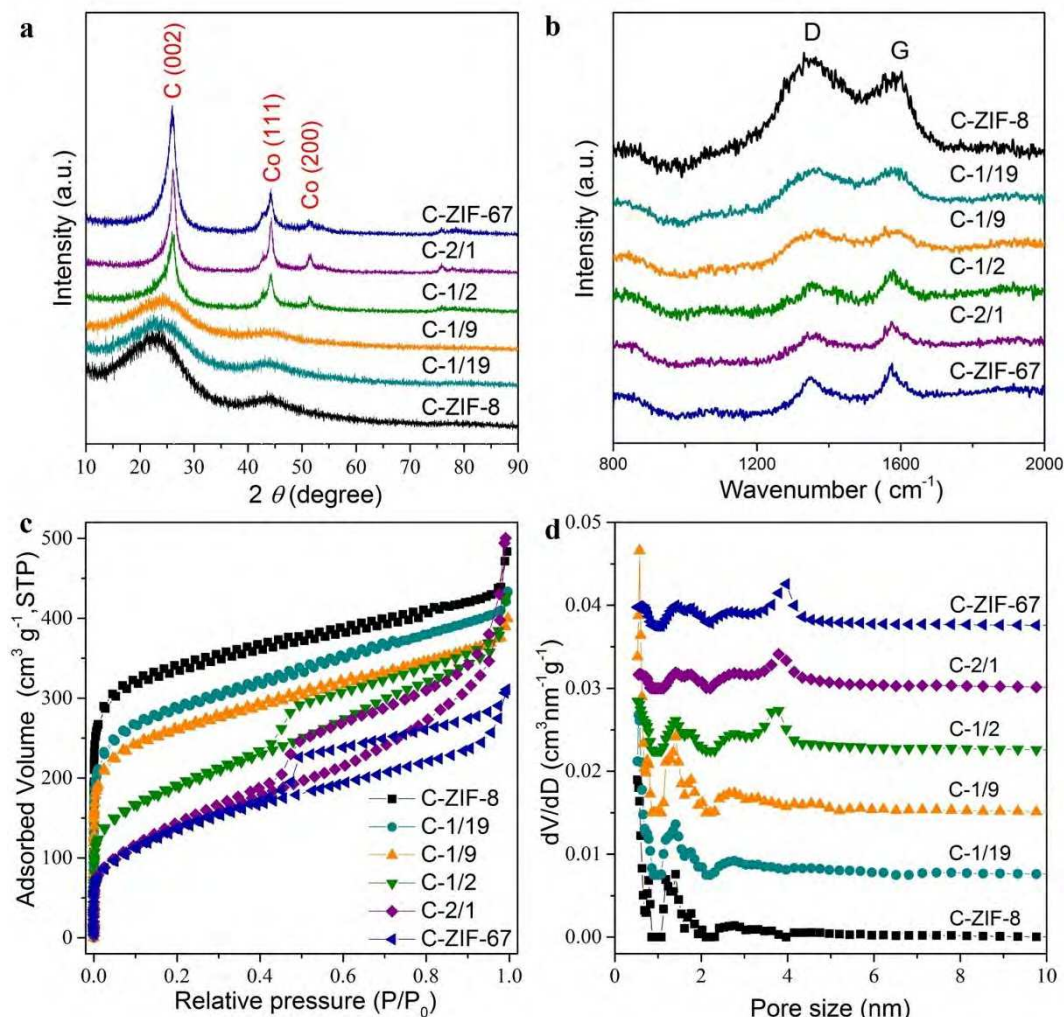 a
C (002)
Co (111)
Co (200)
C-ZIF-67
C-2/1
C-1/2
C-1/9
C-1/19
C-ZIF-8
Intensity (a.u.)
10 20 30 40 50 60 70 80 90
2 θ (degree)
b
D
G
C-ZIF-8
C-1/19
C-1/9
C-1/2
C-2/1
C-ZIF-67
Intensity (a.u.)
800 1200 1600 2000
Wavenumber ( cm⁻¹)
c
500
400
300
200
100
0
Adsorbed Volume (cm³ g⁻¹,STP)
C-ZIF-8
C-1/19
C-1/9
C-1/2
C-2/1
C-ZIF-67
0.0 0.2 0.4 0.6 0.8 1.0
Relative pressure (P/P₀)
d
0.05
0.04
0.03
0.02
0.01
0.00
dV/dD (cm³nm⁻¹g⁻¹)
C-ZIF-67
C-2/1
C-1/2
C-1/9
C-1/19
C-ZIF-8
0 2 4 6 8 10
Pore size (nm)